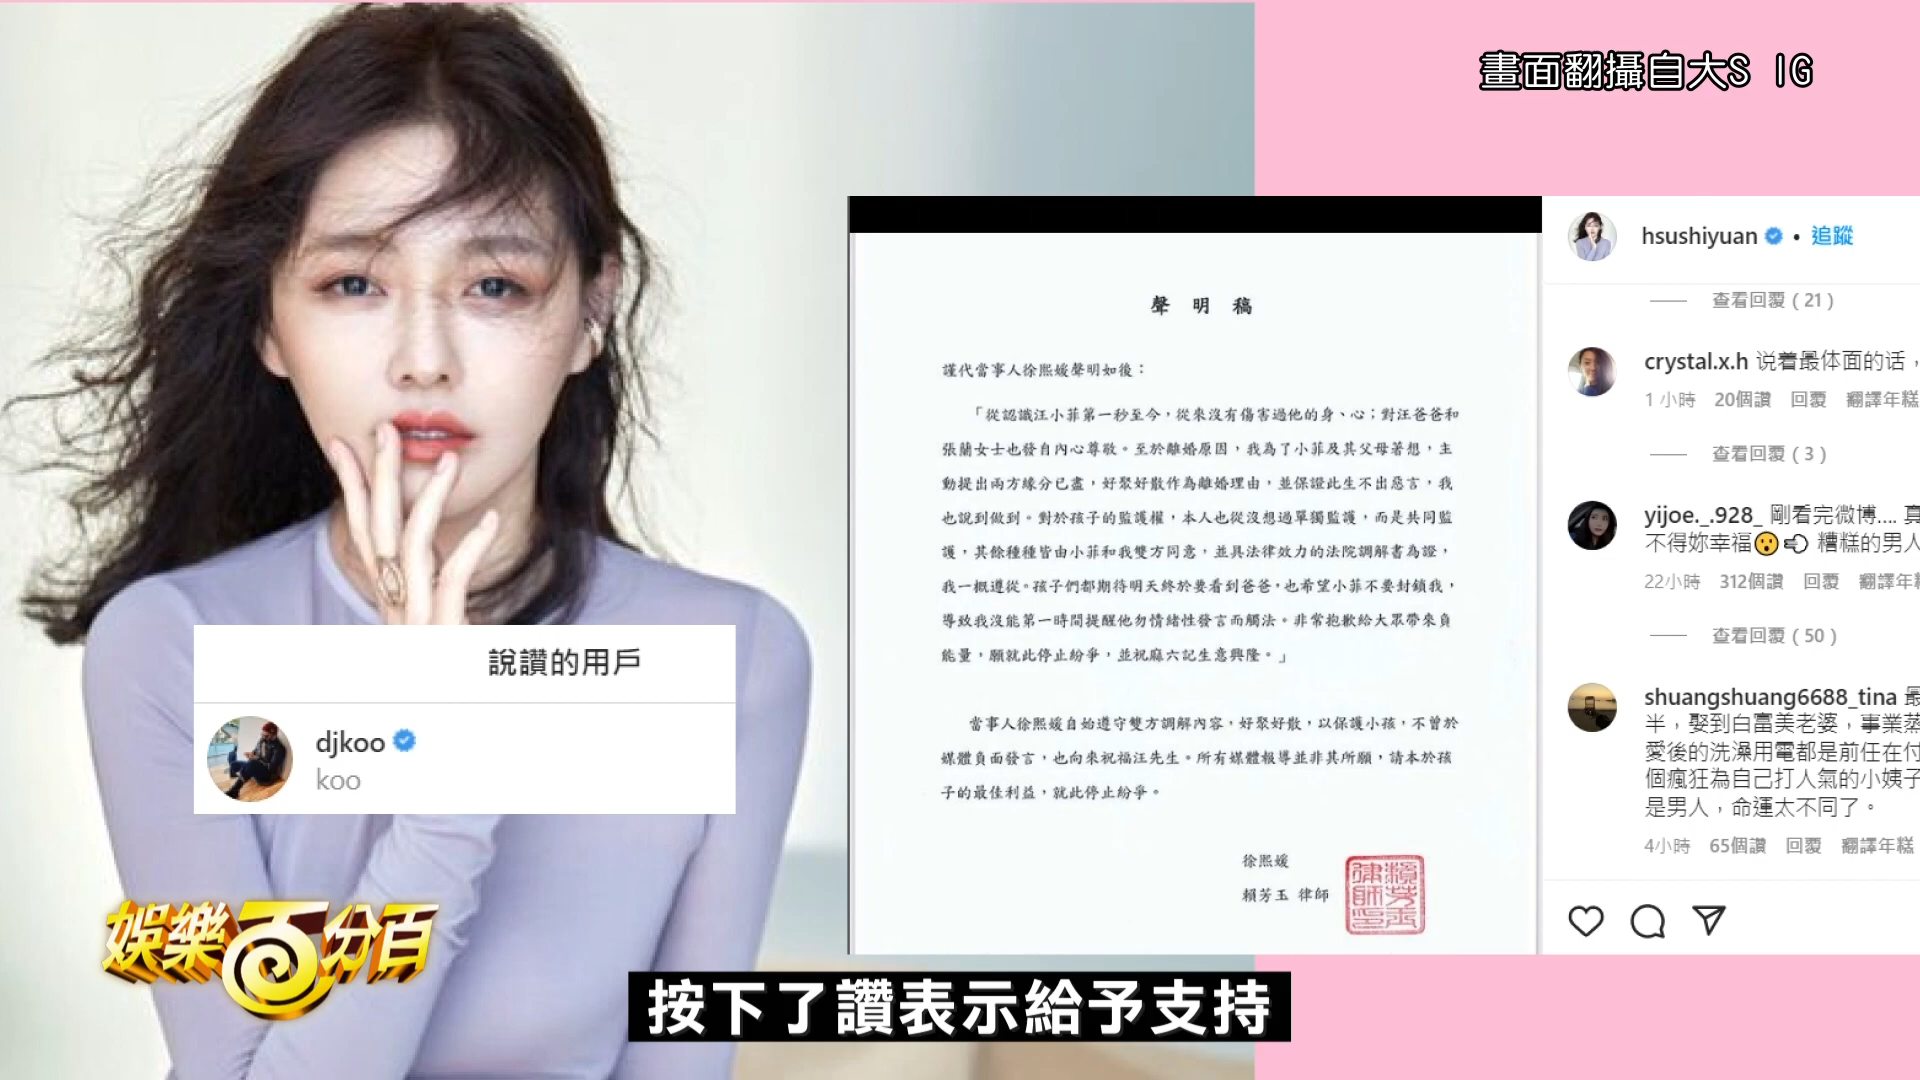 畫面翻攝自大S IG
聲 明 稿
謹代當事人徐熙媛聲明如後：
「從認識汪小菲第一秒至今，從來沒有傷害過他的身、心；對汪爸爸和
張蘭女士也發自內心尊敬。至於離婚原因，我為了小菲及其父母著想，主
動提出兩方緣分已盡，好聚好散作為離婚理由，並保證此生不出惡言，我
也說到做到。對於孩子的監護權，本人也從沒想過單獨監護，而是共同監
護，其餘種種皆由小菲和我雙方同意，並具法律效力的法院調解書為證，
我一概遵從。孩子們都期待明天終於要看到爸爸，也希望小菲不要封鎖我，
導致我沒能第一時間提醒他勿情緒性發言而觸法。非常抱歉給大眾帶來負
能量，願就此停止紛爭，並祝麻六記生意興隆。」
當事人徐熙媛自始遵守雙方調解內容，好聚好散，以保護小孩，不曾於
媒體負面發言，也向來祝福汪先生。所有媒體報導並非其所願，請本於孩
子的最佳利益，就此停止紛爭。
徐熙媛
賴芳玉 律師
賴芳玉律師印
hsushiyuan • 追蹤
查看回覆（21）
crystal.x.h 说着最体面的话，
1 小時 20個讚 回覆 翻譯年糕
查看回覆（3）
yijoe._.928_ 剛看完微博.... 真
不得妳幸福😮💨 糟糕的男人
22小時 312個讚 回覆 翻譯年糕
查看回覆（50）
shuangshuang6688_tina 最
半，娶到白富美老婆，事業蒸
愛後的洗澡用電都是前任在付
個瘋狂為自己打人氣的小姨子
是男人，命運太不同了。
4小時 65個讚 回覆 翻譯年糕
說讚的用戶
djkoo
koo
娛樂百分百
按下了讚表示給予支持